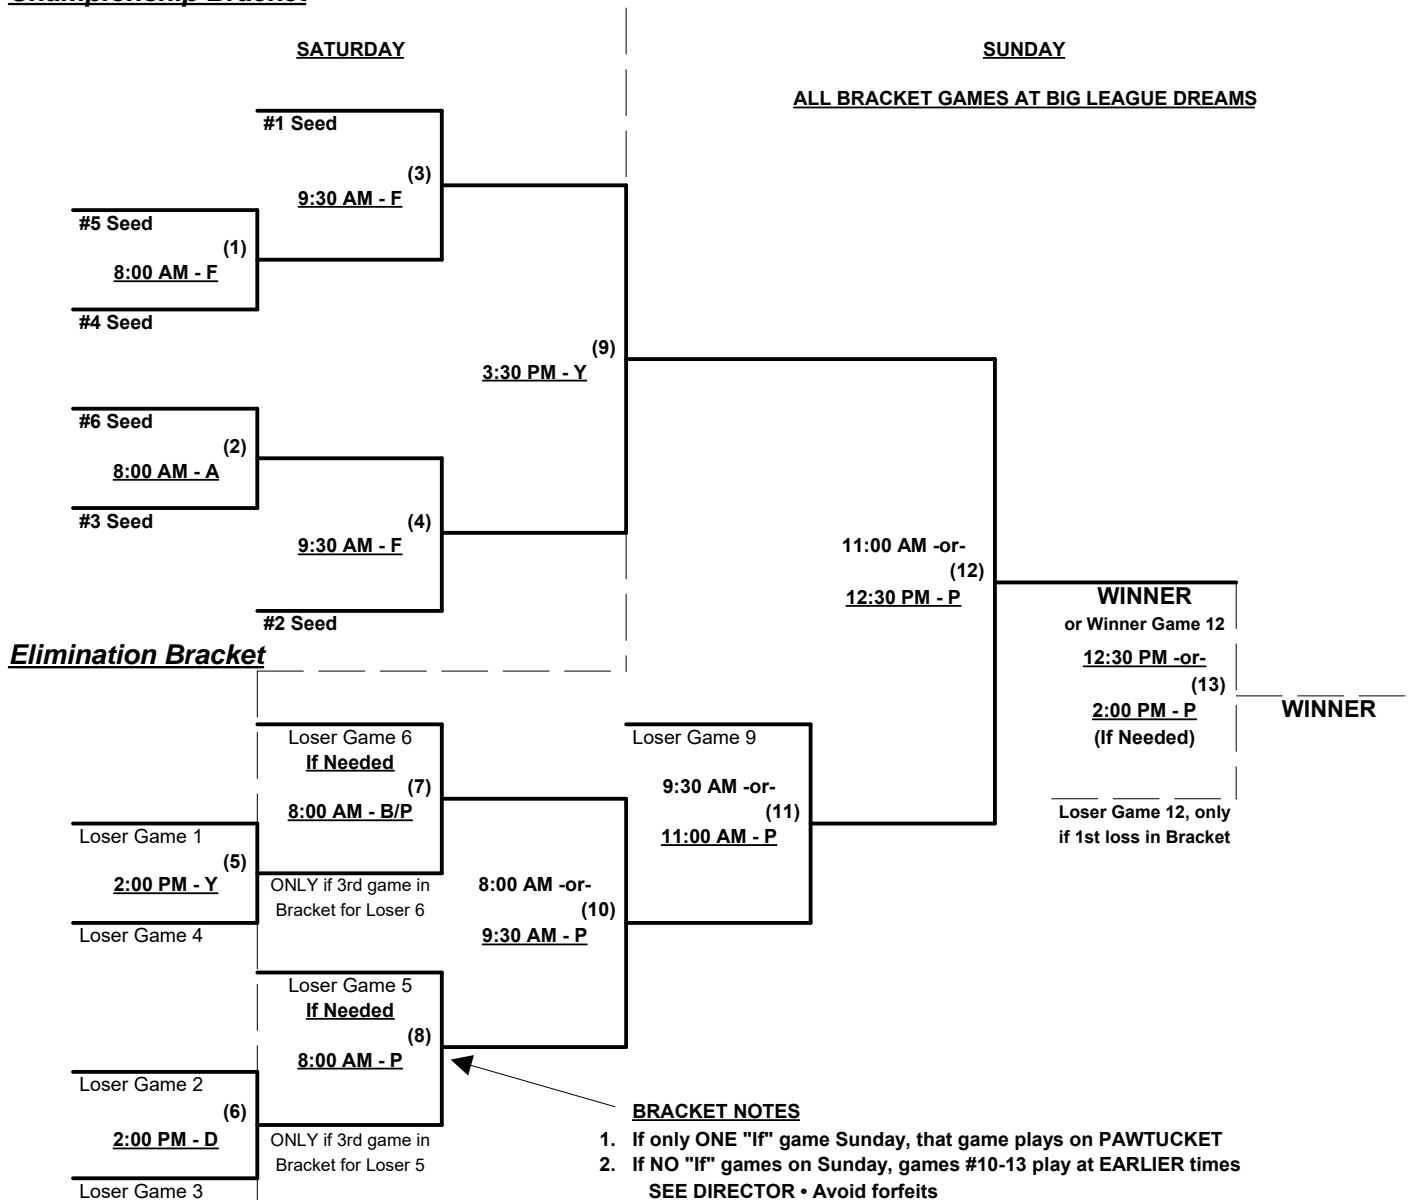 Championship Bracket
SATURDAY
SUNDAY
ALL BRACKET GAMES AT BIG LEAGUE DREAMS
#1 Seed
(3)
9:30 AM - F
#5 Seed
(1)
8:00 AM - F
#4 Seed
(9)
3:30 PM - Y
#6 Seed
(2)
8:00 AM - A
#3 Seed
(4)
9:30 AM - F
#2 Seed
11:00 AM -or-
(12)
12:30 PM - P
WINNER
or Winner Game 12
12:30 PM -or-
(13)
2:00 PM - P
(If Needed)
WINNER
Loser Game 12, only
if 1st loss in Bracket
Elimination Bracket
Loser Game 6
If Needed
(7)
8:00 AM - B/P
Loser Game 9
9:30 AM -or-
(11)
11:00 AM - P
Loser Game 1
(5)
2:00 PM - Y
Loser Game 4
ONLY if 3rd game in
Bracket for Loser 6
8:00 AM -or-
(10)
9:30 AM - P
Loser Game 5
If Needed
(8)
8:00 AM - P
Loser Game 2
(6)
2:00 PM - D
Loser Game 3
ONLY if 3rd game in
Bracket for Loser 5
BRACKET NOTES
1. If only ONE "If" game Sunday, that game plays on PAWTUCKET
2. If NO "If" games on Sunday, games #10-13 play at EARLIER times
SEE DIRECTOR • Avoid forfeits